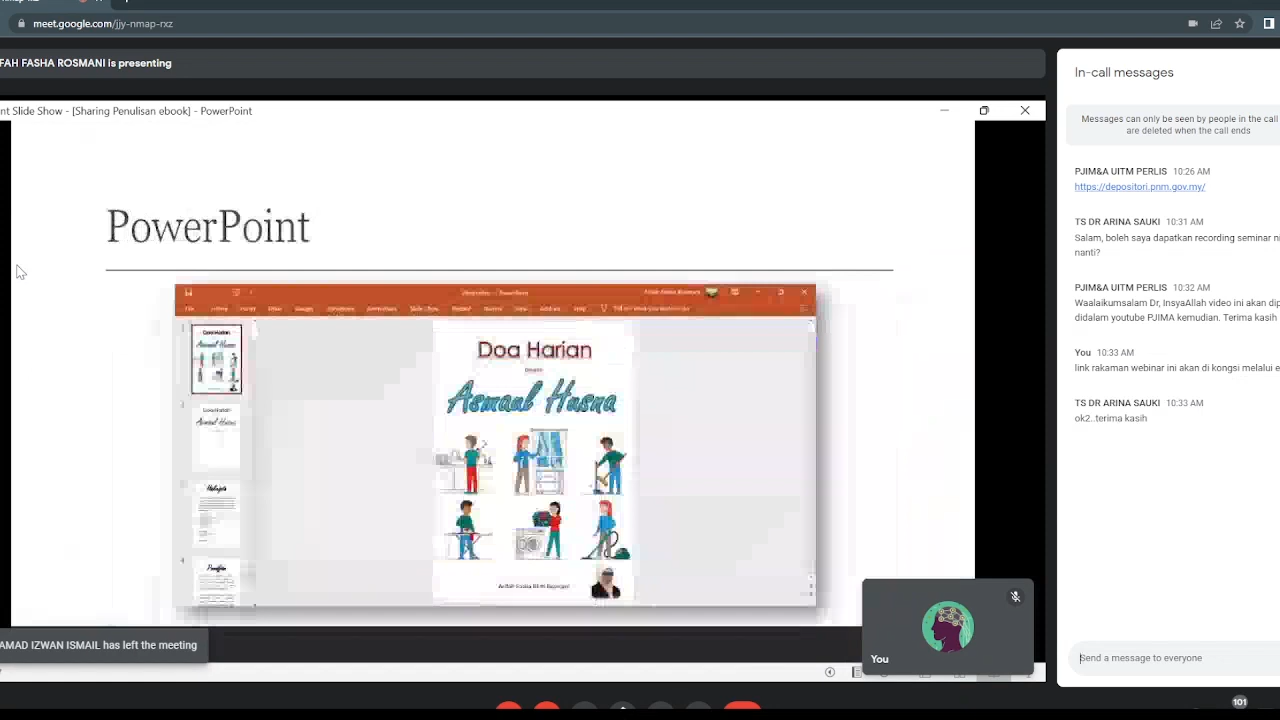 meet.google.com/jjy-nmap-rxz
FAH FASHA ROSMANI is presenting
nt Slide Show - [Sharing Penulisan ebook] - PowerPoint
PowerPoint
Doa Harian
Asmaul Husna
AMAD IZWAN ISMAIL has left the meeting
You
In-call messages
Messages can only be seen by people in the call
are deleted when the call ends
PJIM&A UITM PERLIS 10:26 AM
https://depositori.pnm.gov.my/
TS DR ARINA SAUKI 10:31 AM
Salam, boleh saya dapatkan recording seminar ni
nanti?
PJIM&A UITM PERLIS 10:32 AM
Waalaikumsalam Dr, InsyaAllah video ini akan dip
didalam youtube PJIMA kemudian. Terima kasih
You 10:33 AM
link rakaman webinar ini akan di kongsi melalui e
TS DR ARINA SAUKI 10:33 AM
ok2..terima kasih
Send a message to everyone
101